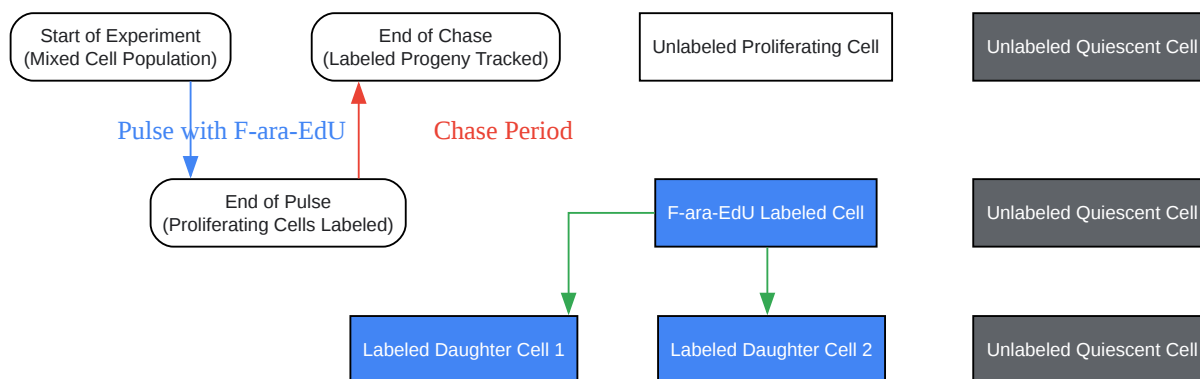 Start of Experiment
(Mixed Cell Population)
End of Chase
(Labeled Progeny Tracked)
Unlabeled Proliferating Cell
Unlabeled Quiescent Cell
Pulse with F-ara-EdU
Chase Period
End of Pulse
(Proliferating Cells Labeled)
F-ara-EdU Labeled Cell
Unlabeled Quiescent Cell
Labeled Daughter Cell 1
Labeled Daughter Cell 2
Unlabeled Quiescent Cell